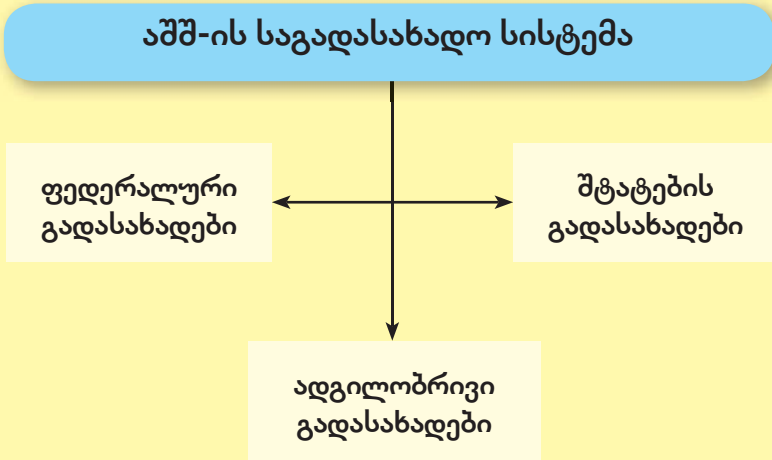 აშშ-ის საგადასახადო სისტემა
ფედერალური
გადასახადები
შტატების
გადასახადები
ადგილობრივი
გადასახადები